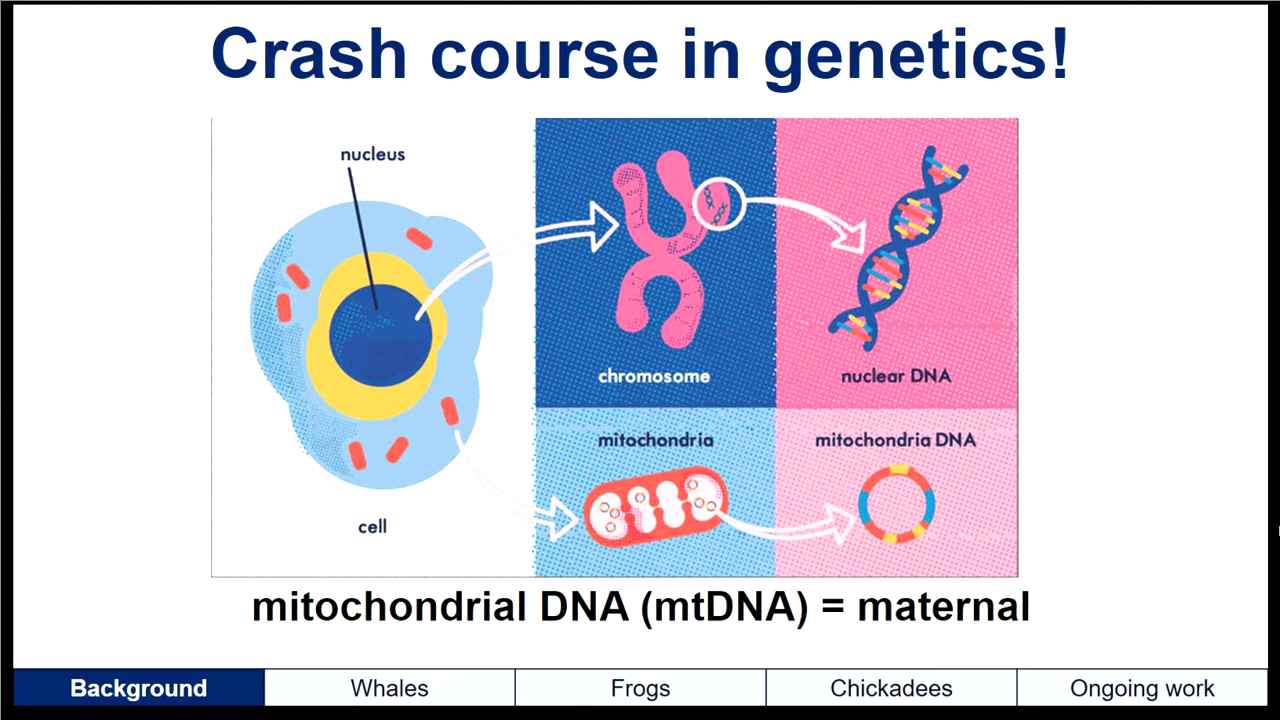 Crash course in genetics!
nucleus
chromosome
nuclear DNA
mitochondria
mitochondria DNA
cell
mitochondrial DNA (mtDNA) = maternal
Background
Whales
Frogs
Chickadees
Ongoing work